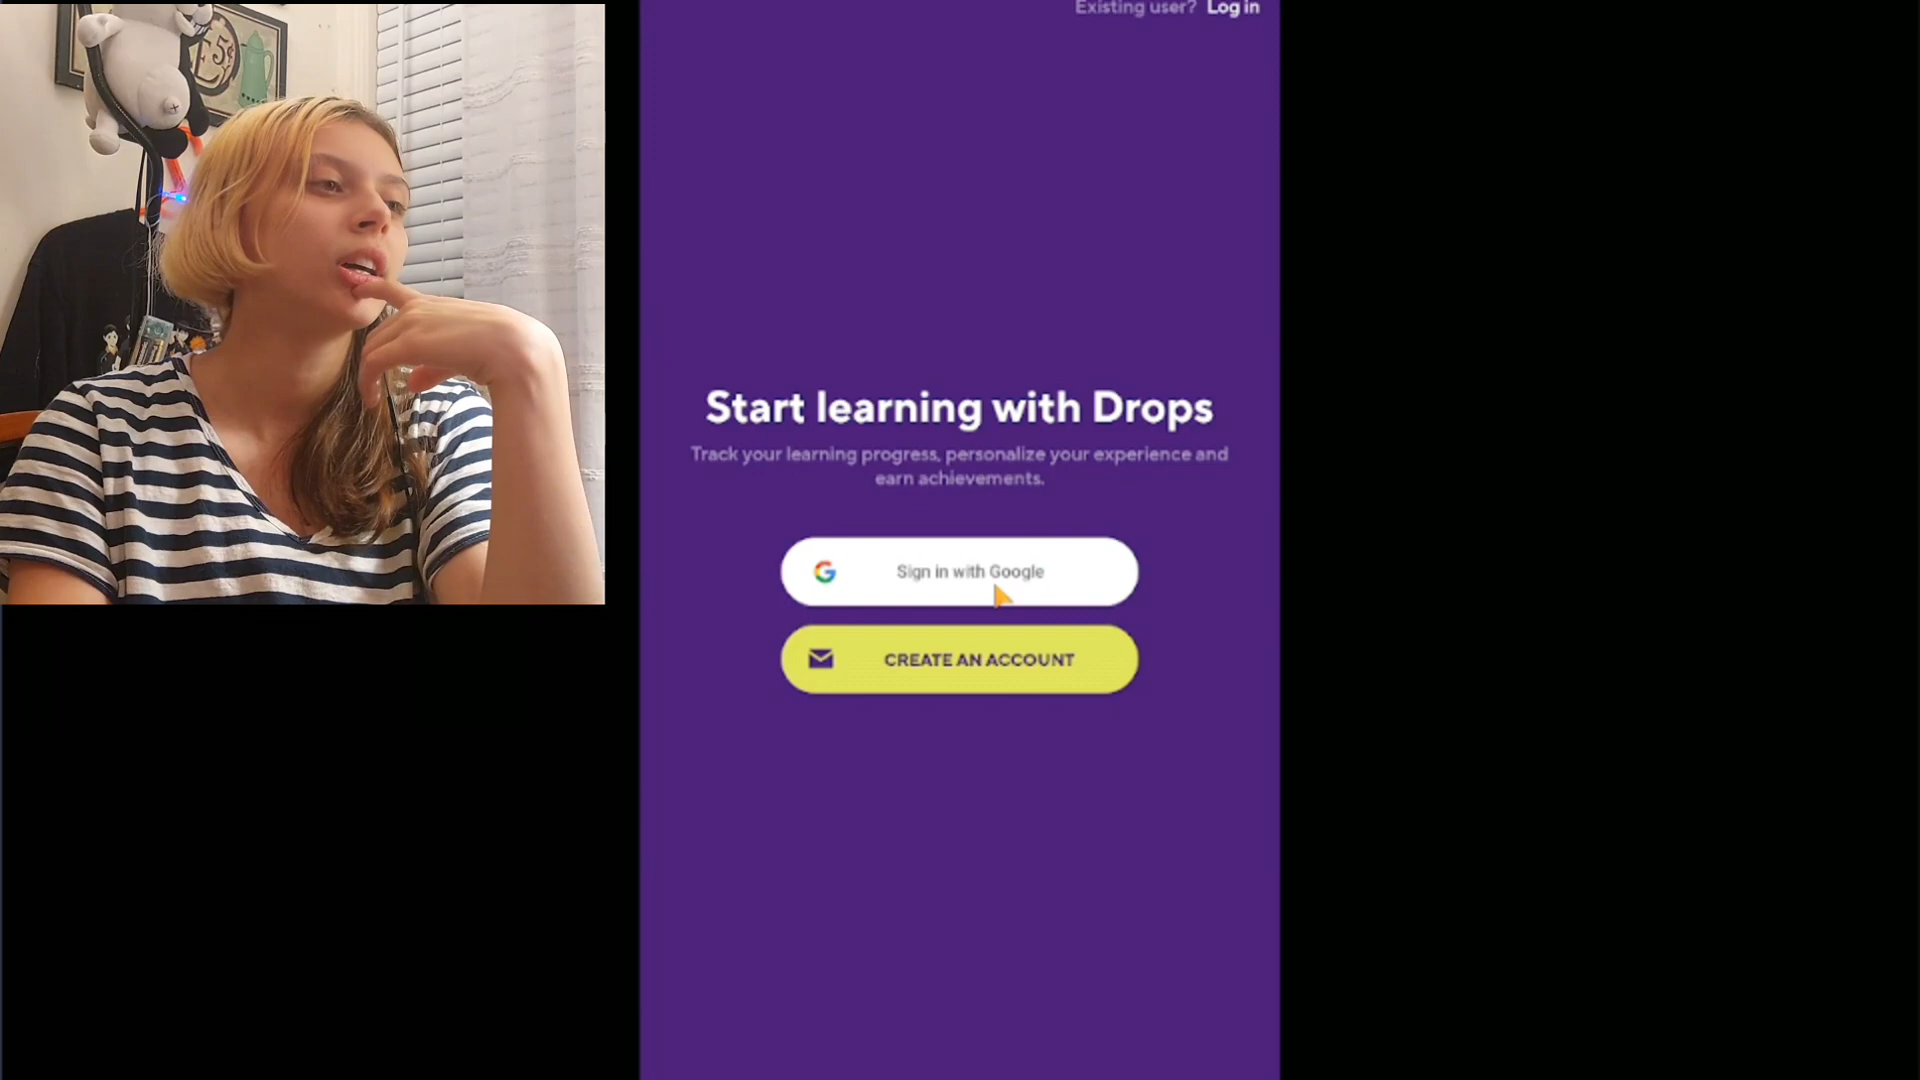 Existing user? Log in
E5¢
Start learning with Drops
Track your learning progress, personalize your experience and
earn achievements.
Sign in with Google
CREATE AN ACCOUNT